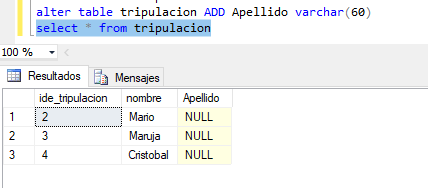 alter table tripulacion ADD Apellido varchar(60)
select * from tripulacion
100 %
Resultados Mensajes
ide_tripulacion nombre Apellido
1 2 Mario NULL
2 3 Maruja NULL
3 4 Cristobal NULL